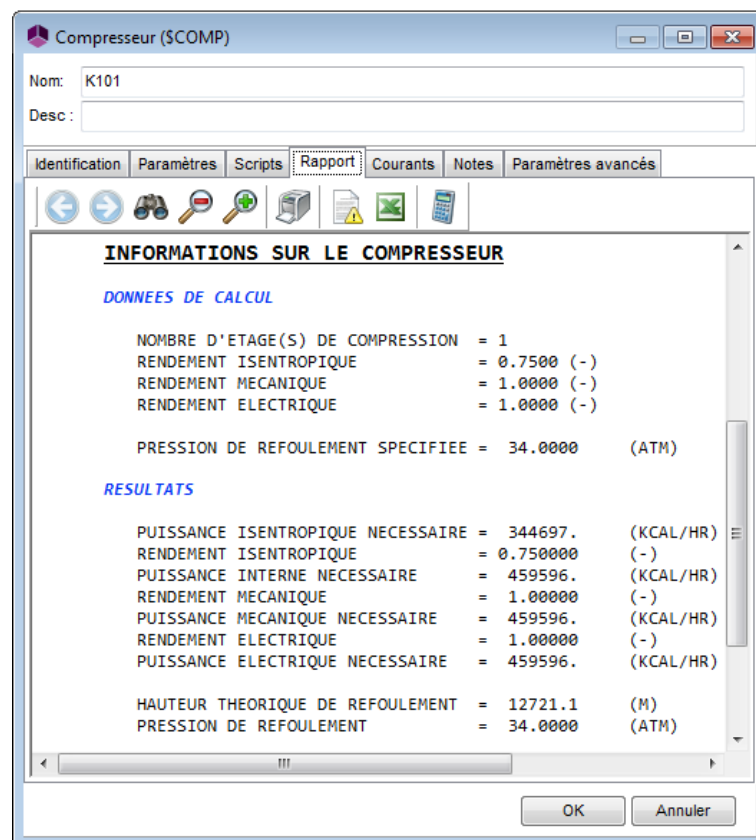 Compresseur ($COMP)
Nom: K101
Desc :
Identification Paramètres Scripts Rapport Courants Notes Paramètres avancés
INFORMATIONS SUR LE COMPRESSEUR
DONNEES DE CALCUL
NOMBRE D'ETAGE(S) DE COMPRESSION = 1
RENDEMENT ISENTROPIQUE = 0.7500 (-)
RENDEMENT MECANIQUE = 1.0000 (-)
RENDEMENT ELECTRIQUE = 1.0000 (-)
PRESSION DE REFOULEMENT SPECIFIEE = 34.0000 (ATM)
RESULTATS
PUISSANCE ISENTROPIQUE NECESSAIRE = 344697. (KCAL/HR)
RENDEMENT ISENTROPIQUE = 0.750000 (-)
PUISSANCE INTERNE NECESSAIRE = 459596. (KCAL/HR)
RENDEMENT MECANIQUE = 1.00000 (-)
PUISSANCE MECANIQUE NECESSAIRE = 459596. (KCAL/HR)
RENDEMENT ELECTRIQUE = 1.00000 (-)
PUISSANCE ELECTRIQUE NECESSAIRE = 459596. (KCAL/HR)
HAUTEUR THEORIQUE DE REFOULEMENT = 12721.1 (M)
PRESSION DE REFOULEMENT = 34.0000 (ATM)
OK Annuler